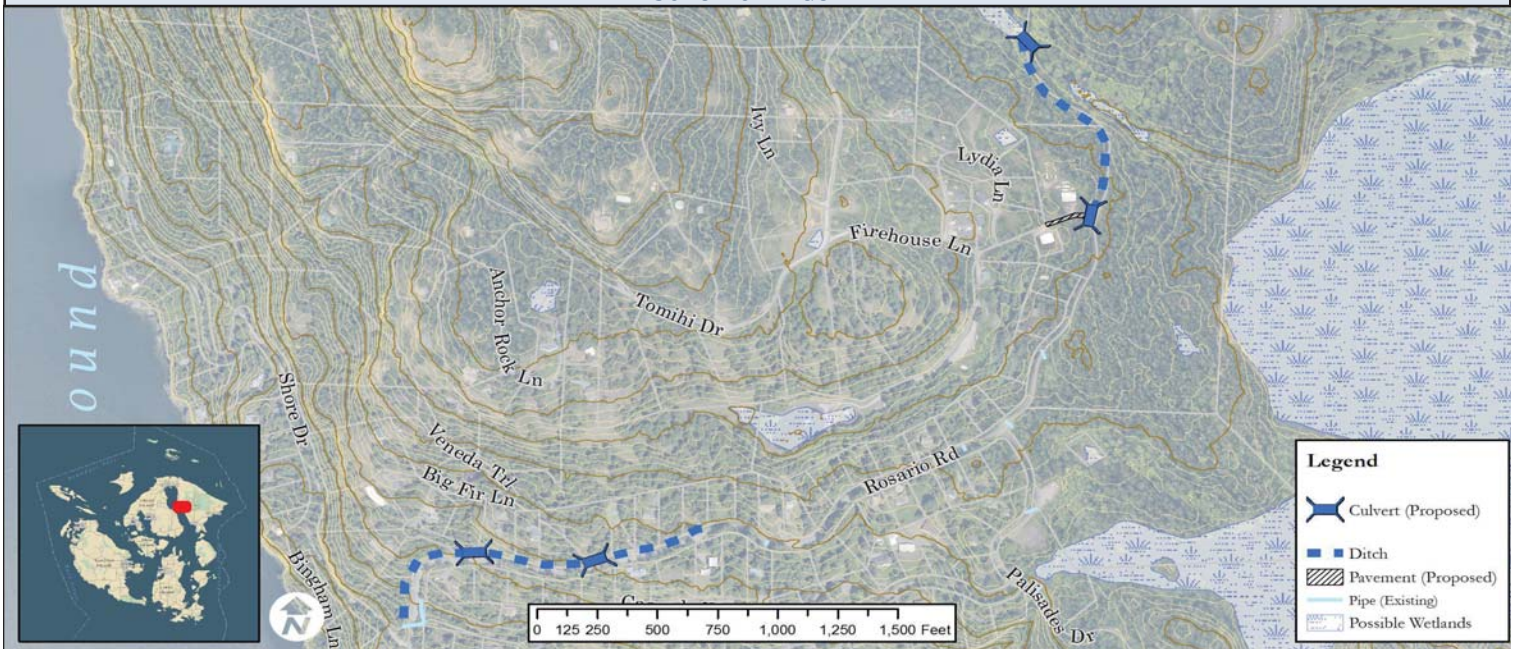 Ivy Ln
Lydia Ln
Firehouse Ln
Anchor Rock Ln
Tomihi Dr
ound
Shore Dr
Veneda Trl
Big Fir Ln
Rosario Rd
Bingham Ln
Palisades Dr
N
0 125 250 500 750 1,000 1,250 1,500 Feet
Legend
Culvert (Proposed)
Ditch
Pavement (Proposed)
Pipe (Existing)
Possible Wetlands